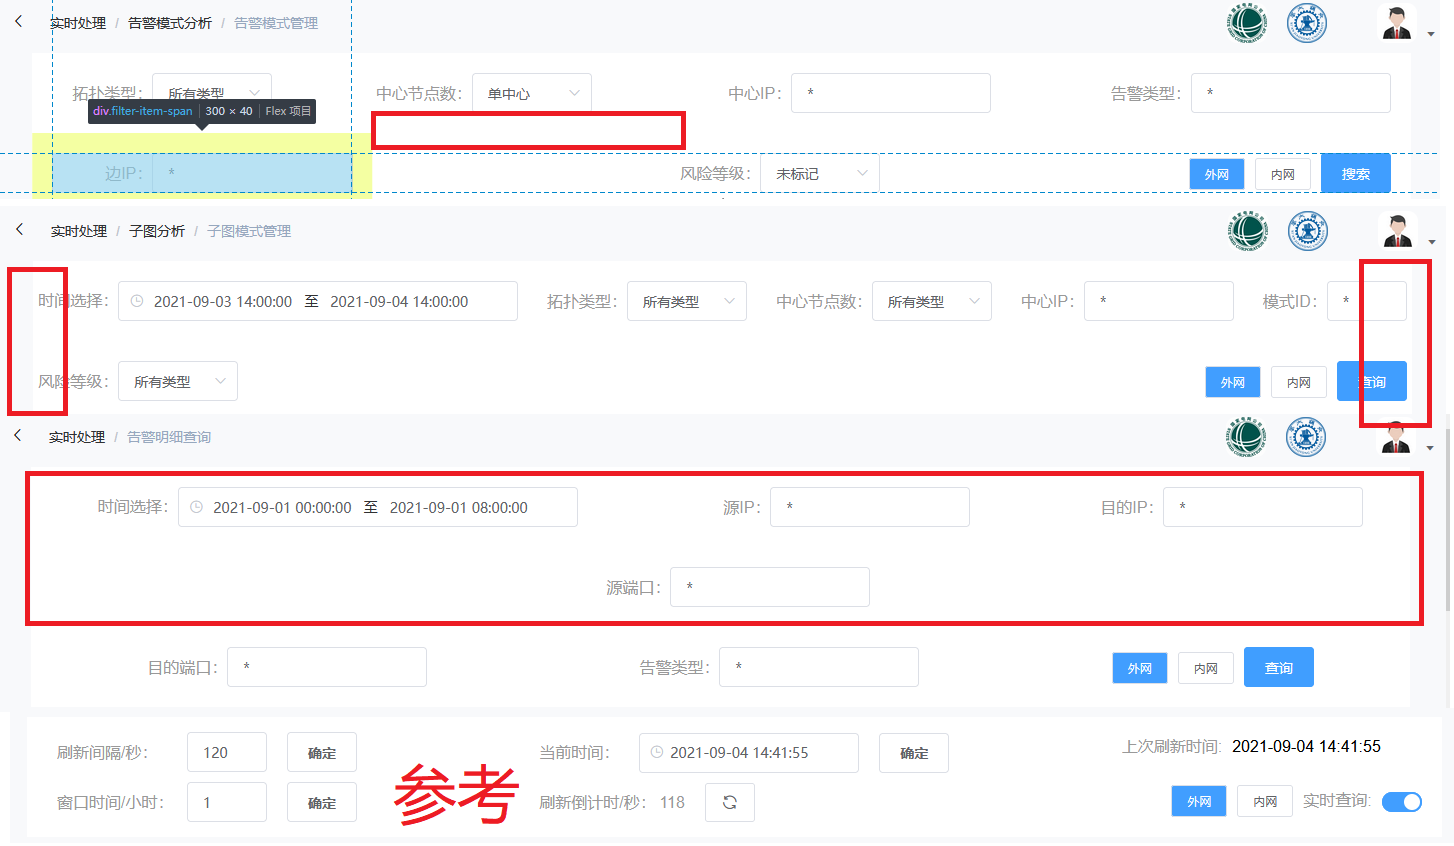 实时处理 / 告警模式分析 / 告警模式管理
拓扑类型： 所有类型 中心节点数： 单中心 中心IP： * 告警类型： *
div.filter-item-span 300 × 40 Flex 项目
边IP： * 风险等级： 未标记 外网 内网 搜索
实时处理 / 子图分析 / 子图模式管理
时间选择： 2021-09-03 14:00:00 至 2021-09-04 14:00:00 拓扑类型： 所有类型 中心节点数： 所有类型 中心IP： * 模式ID： *
风险等级： 所有类型 外网 内网 查询
实时处理 / 告警明细查询
时间选择： 2021-09-01 00:00:00 至 2021-09-01 08:00:00 源IP： * 目的IP： *
源端口： *
目的端口： * 告警类型： * 外网 内网 查询
刷新间隔/秒： 120 确定 当前时间： 2021-09-04 14:41:55 确定 上次刷新时间: 2021-09-04 14:41:55
窗口时间/小时： 1 确定 参考 刷新倒计时/秒： 118 外网 内网 实时查询: